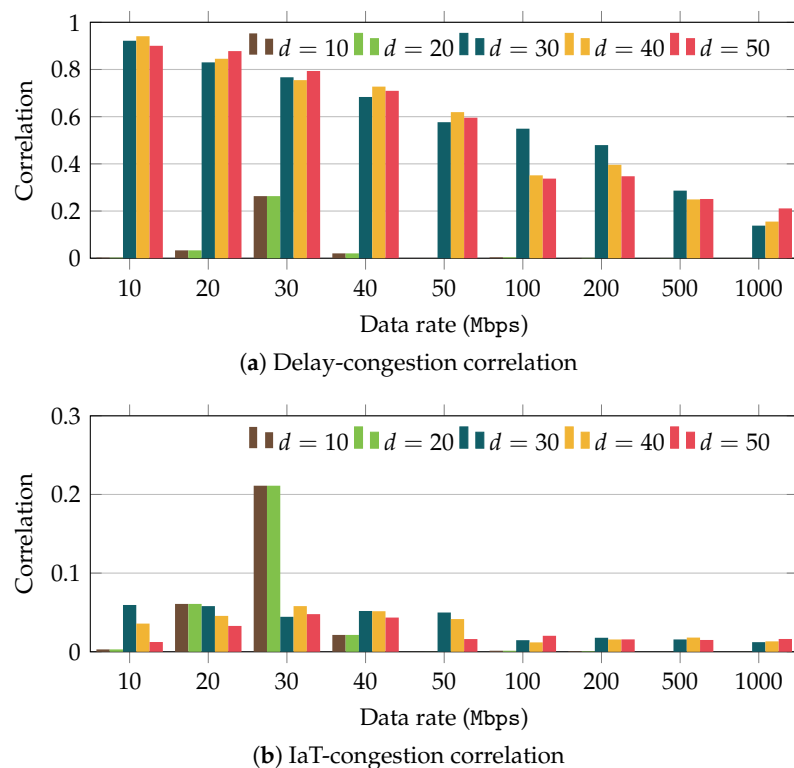 1
0.8
0.6
0.4
0.2
0
Correlation
d = 10 d = 20 d = 30 d = 40 d = 50
10 20 30 40 50 100 200 500 1000
Data rate (Mbps)
(a) Delay-congestion correlation
0.3
0.2
0.1
0
Correlation
d = 10 d = 20 d = 30 d = 40 d = 50
10 20 30 40 50 100 200 500 1000
Data rate (Mbps)
(b) IaT-congestion correlation